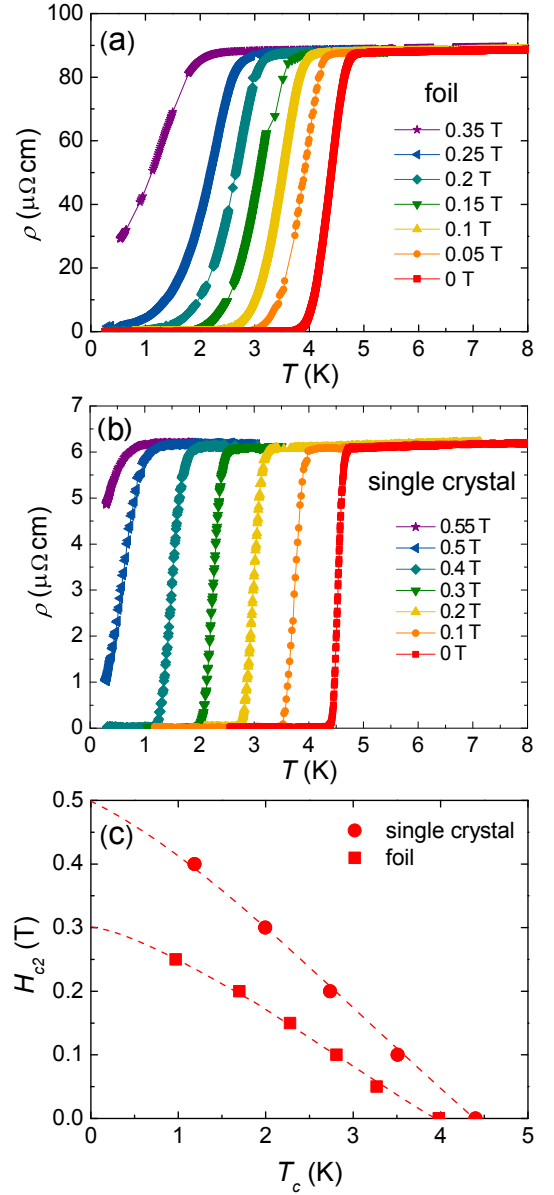 (a)
foil
0.35 T
0.25 T
0.2 T
0.15 T
0.1 T
0.05 T
0 T
ρ (μΩ cm)
100
80
60
40
20
0
0 1 2 3 4 5 6 7 8
T (K)
(b)
single crystal
0.55 T
0.5 T
0.4 T
0.3 T
0.2 T
0.1 T
0 T
ρ (μΩ cm)
7
6
5
4
3
2
1
0
0 1 2 3 4 5 6 7 8
T (K)
(c)
single crystal
foil
H_c2 (T)
0.5
0.4
0.3
0.2
0.1
0.0
0 1 2 3 4 5
T_c (K)